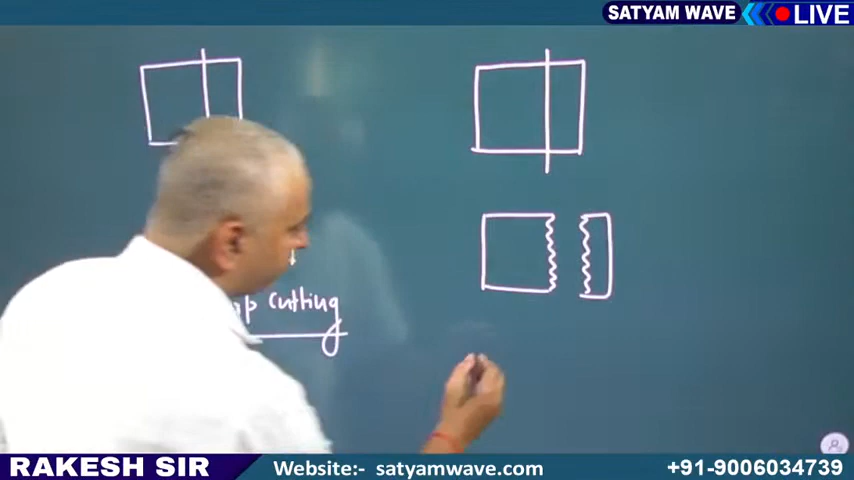 SATYAM WAVE LIVE
cutting
RAKESH SIR Website:- satyamwave.com +91-9006034739